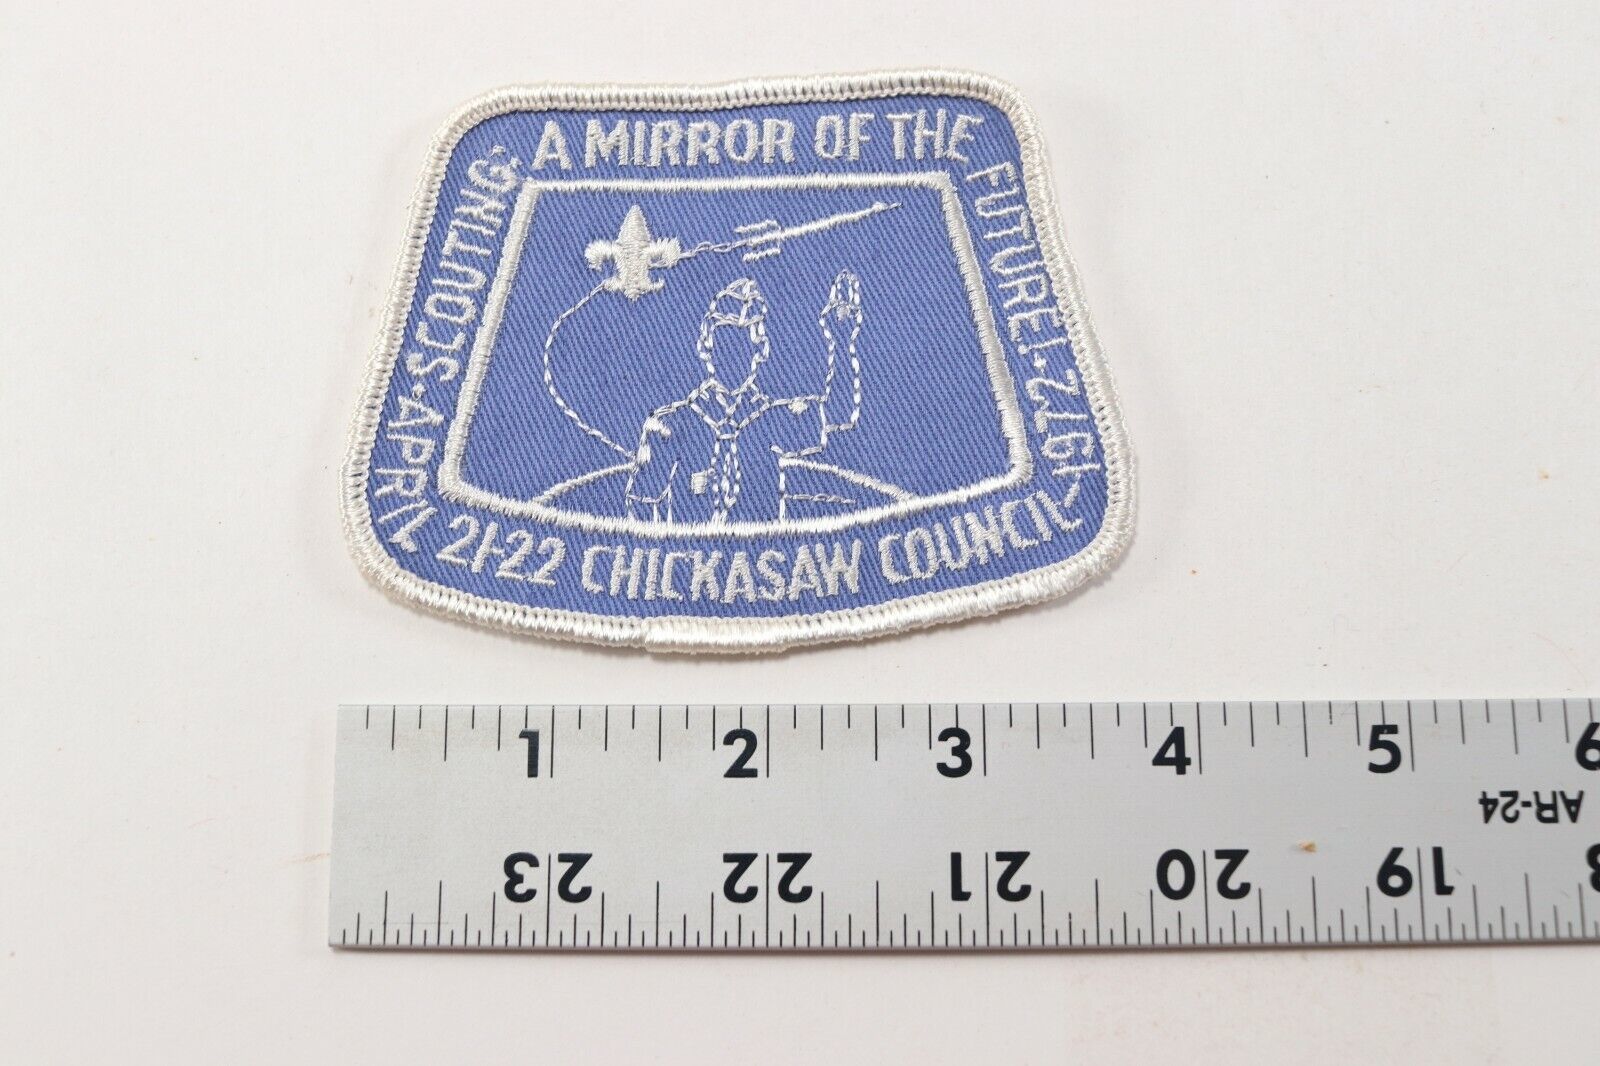 SCOUTING: A MIRROR OF THE FUTURE!
APRIL 21-22 CHICKASAW COUNCIL-1972
1 2 3 4 5 6
AR-24
23 22 21 20 19